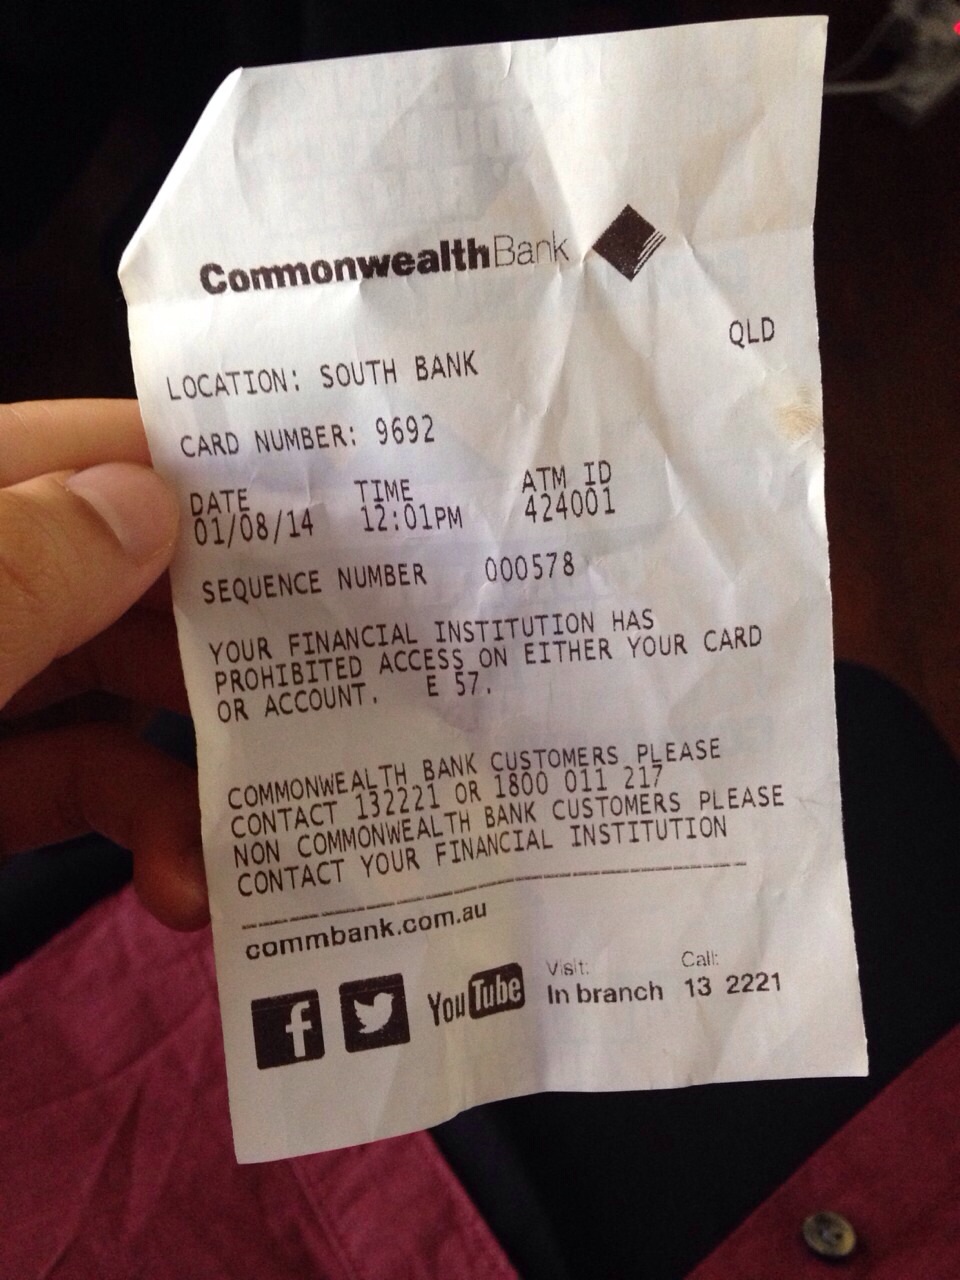 CommonwealthBank
QLD
LOCATION: SOUTH BANK
CARD NUMBER: 9692
DATE TIME ATM ID
01/08/14 12:01PM 424001
SEQUENCE NUMBER 000578
YOUR FINANCIAL INSTITUTION HAS
PROHIBITED ACCESS ON EITHER YOUR CARD
OR ACCOUNT. E 57.
COMMONWEALTH BANK CUSTOMERS PLEASE
CONTACT 132221 OR 1800 011 217
NON COMMONWEALTH BANK CUSTOMERS PLEASE
CONTACT YOUR FINANCIAL INSTITUTION
commbank.com.au
f YouTube
Visit: Call:
In branch 13 2221